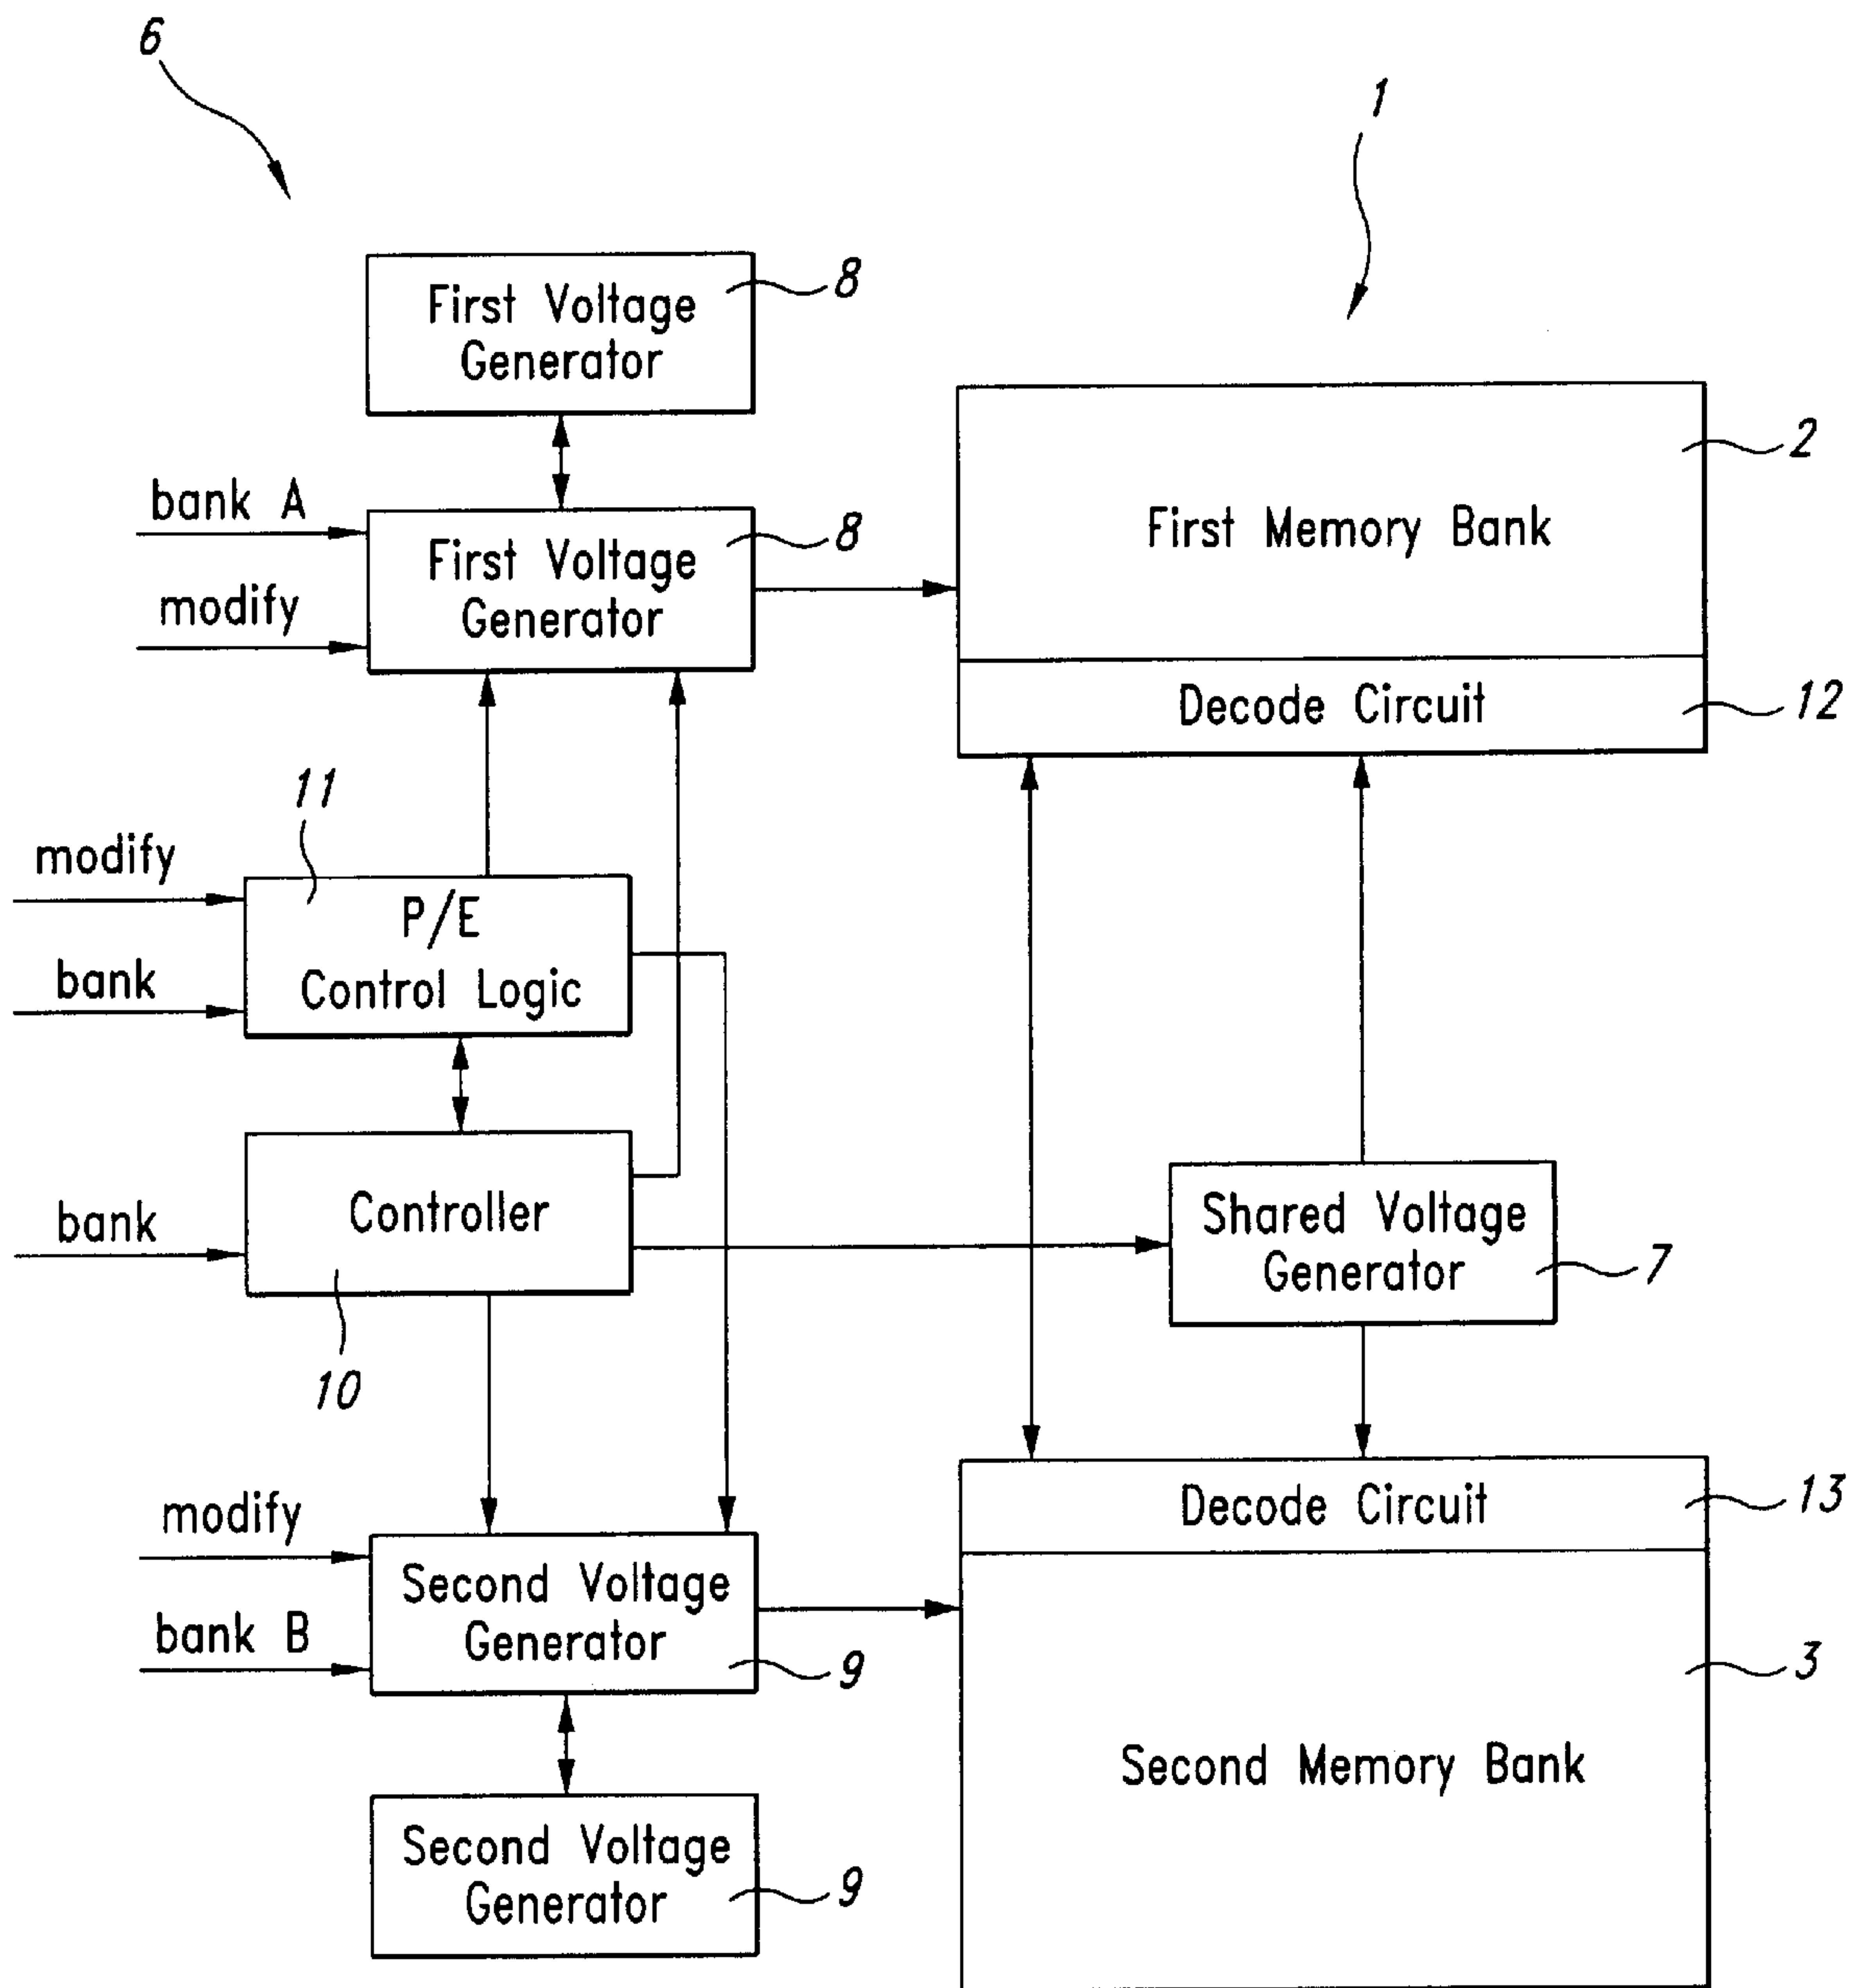 6
1
First Voltage
Generator
8
bank A
modify
First Voltage
Generator
8
First Memory Bank
2
Decode Circuit
12
11
modify
bank
P/E
Control Logic
bank
Controller
10
Shared Voltage
Generator
7
modify
bank B
Second Voltage
Generator
9
Decode Circuit
13
Second Memory Bank
3
Second Voltage
Generator
9